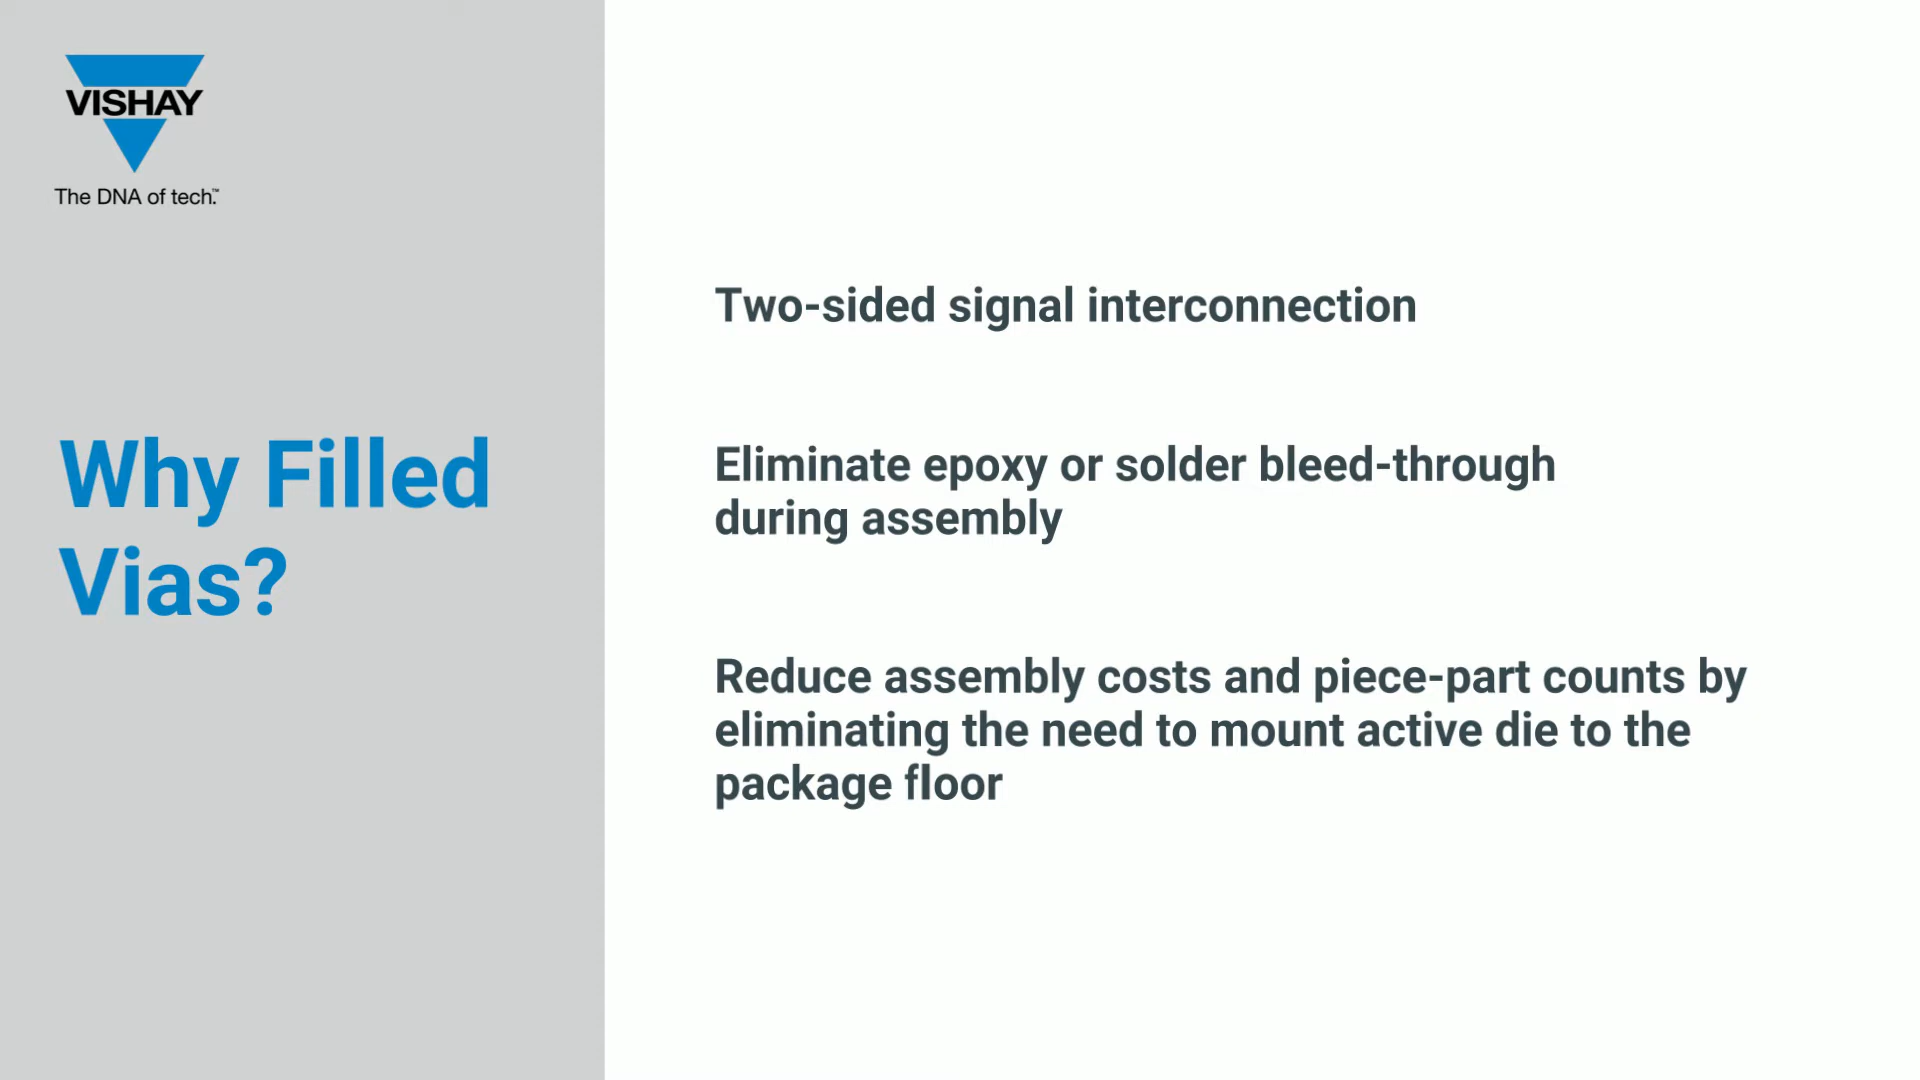 VISHAY
The DNA of tech.™
Why Filled
Vias?
Two-sided signal interconnection
Eliminate epoxy or solder bleed-through
during assembly
Reduce assembly costs and piece-part counts by
eliminating the need to mount active die to the
package floor